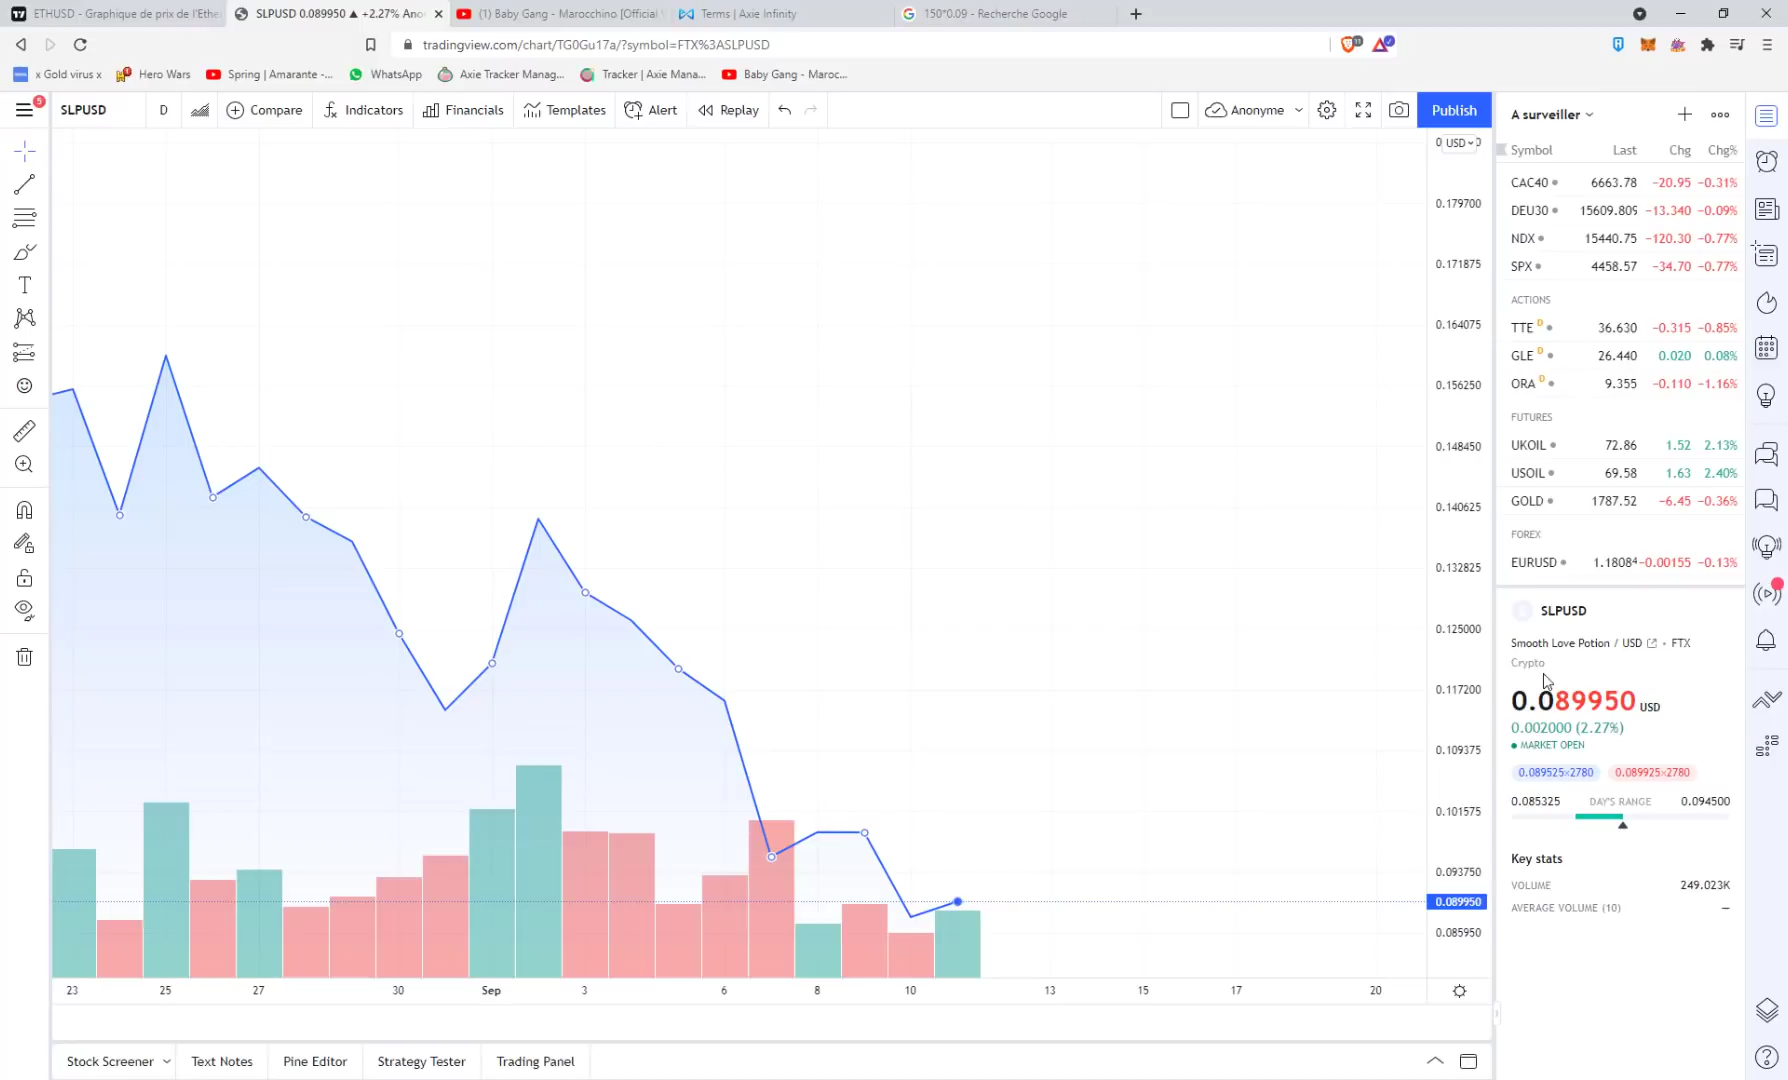 ETHUSD - Graphique de prix de l'Ethe
SLPUSD 0.089950 ▲ +2.27% Ano
(1) Baby Gang - Marocchino [Official
Terms | Axie Infinity
150*0.09 - Recherche Google
tradingview.com/chart/TG0Gu17a/?symbol=FTX%3ASLPUSD
x Gold virus x
Hero Wars
Spring | Amarante -...
WhatsApp
Axie Tracker Manag...
Tracker | Axie Mana...
Baby Gang - Maroc...
5
SLPUSD
D
Compare
Indicators
Financials
Templates
Alert
Replay
Anonyme
Publish
USD
0.179700
0.171875
0.164075
0.156250
0.148450
0.140625
0.132825
0.125000
0.117200
0.109375
0.101575
0.093750
0.089950
0.085950
23 25 27 30 Sep 3 6 8 10 13 15 17 20
Stock Screener
Text Notes
Pine Editor
Strategy Tester
Trading Panel
A surveiller
Symbol Last Chg Chg%
CAC40 6663.78 −20.95 −0.31%
DEU30 15609.809 −13.340 −0.09%
NDX 15440.75 −120.30 −0.77%
SPX 4458.57 −34.70 −0.77%
ACTIONS
TTE D 36.630 −0.315 −0.85%
GLE D 26.440 0.020 0.08%
ORA D 9.355 −0.110 −1.16%
FUTURES
UKOIL 72.86 1.52 2.13%
USOIL 69.58 1.63 2.40%
GOLD 1787.52 −6.45 −0.36%
FOREX
EURUSD 1.18084 −0.00155 −0.13%
SLPUSD
Smooth Love Potion / USD • FTX
Crypto
0.089950 USD
0.002000 (2.27%)
MARKET OPEN
0.089525×2780 0.089925×2780
0.085325 DAY'S RANGE 0.094500
Key stats
VOLUME 249.023K
AVERAGE VOLUME (10) —